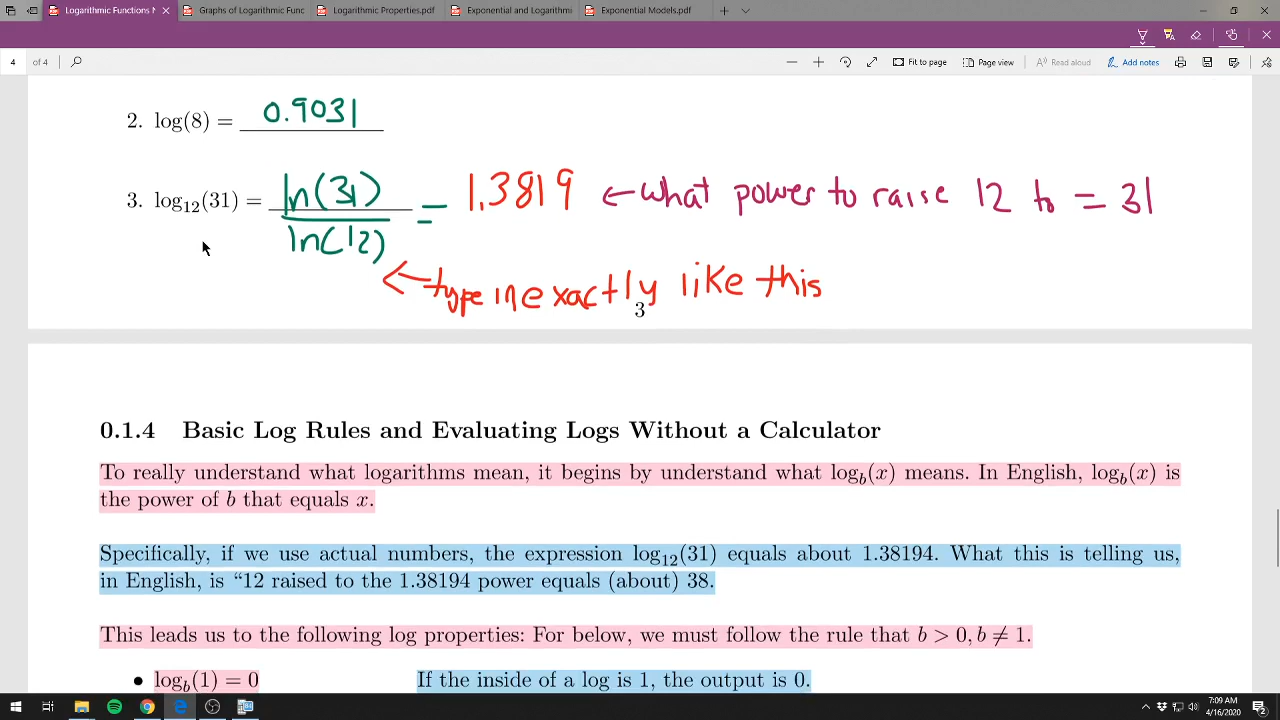 Logarithmic Functions N
Graphs of Logarithmic Func
Logarithmic Properties.pdf
Exponential and Logarithmi
Exponential Models.pdf
4 of 4
Fit to page
Page view
Read aloud
Add notes
2. log(8) = 0.9031
3. log₁₂(31) = ln(31)/ln(12) = 1.3819 ← what power to raise 12 to = 31
← type in exactly like this
3
0.1.4 Basic Log Rules and Evaluating Logs Without a Calculator
To really understand what logarithms mean, it begins by understand what log_b(x) means. In English, log_b(x) is
the power of b that equals x.
Specifically, if we use actual numbers, the expression log₁₂(31) equals about 1.38194. What this is telling us,
in English, is “12 raised to the 1.38194 power equals (about) 38.
This leads us to the following log properties: For below, we must follow the rule that b > 0, b ≠ 1.
• log_b(1) = 0 If the inside of a log is 1, the output is 0.
7:09 AM
4/16/2020
2